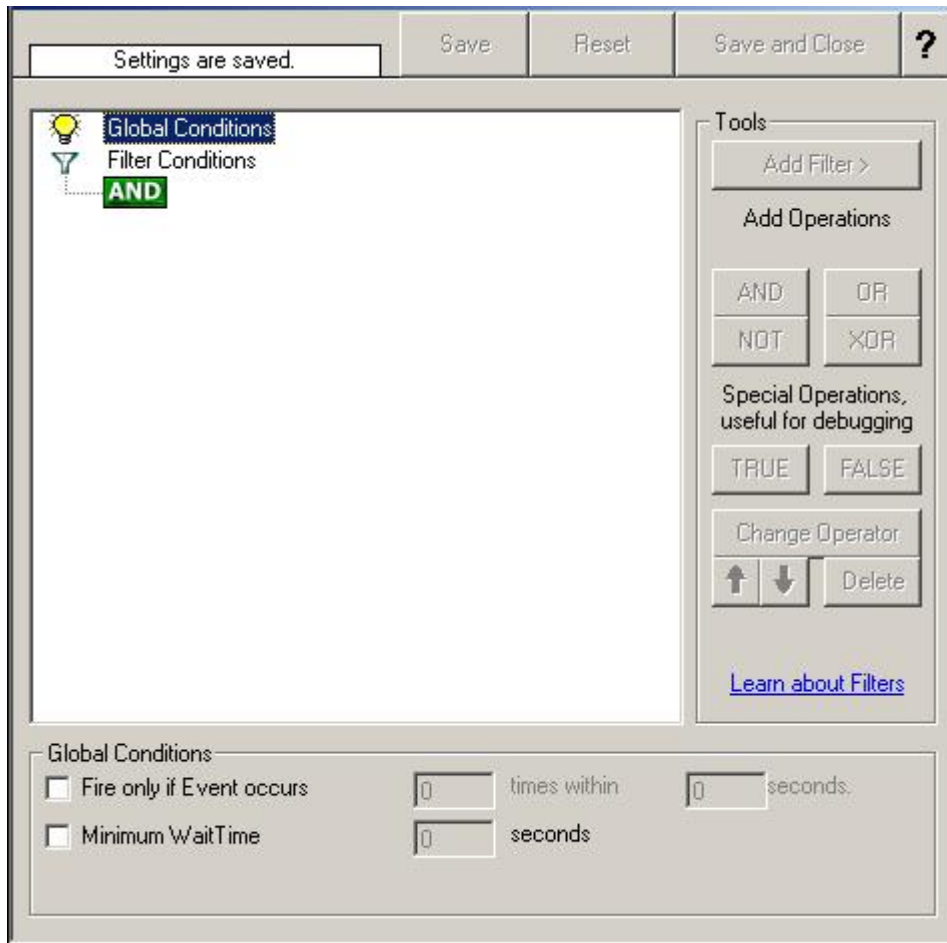 Settings are saved.
Save
Reset
Save and Close
?
Global Conditions
Filter Conditions
AND
Tools
Add Filter >
Add Operations
AND
OR
NOT
XOR
Special Operations,
useful for debugging
TRUE
FALSE
Change Operator
Delete
Learn about Filters
Global Conditions
Fire only if Event occurs
0
times within
0
seconds.
Minimum WaitTime
0
seconds